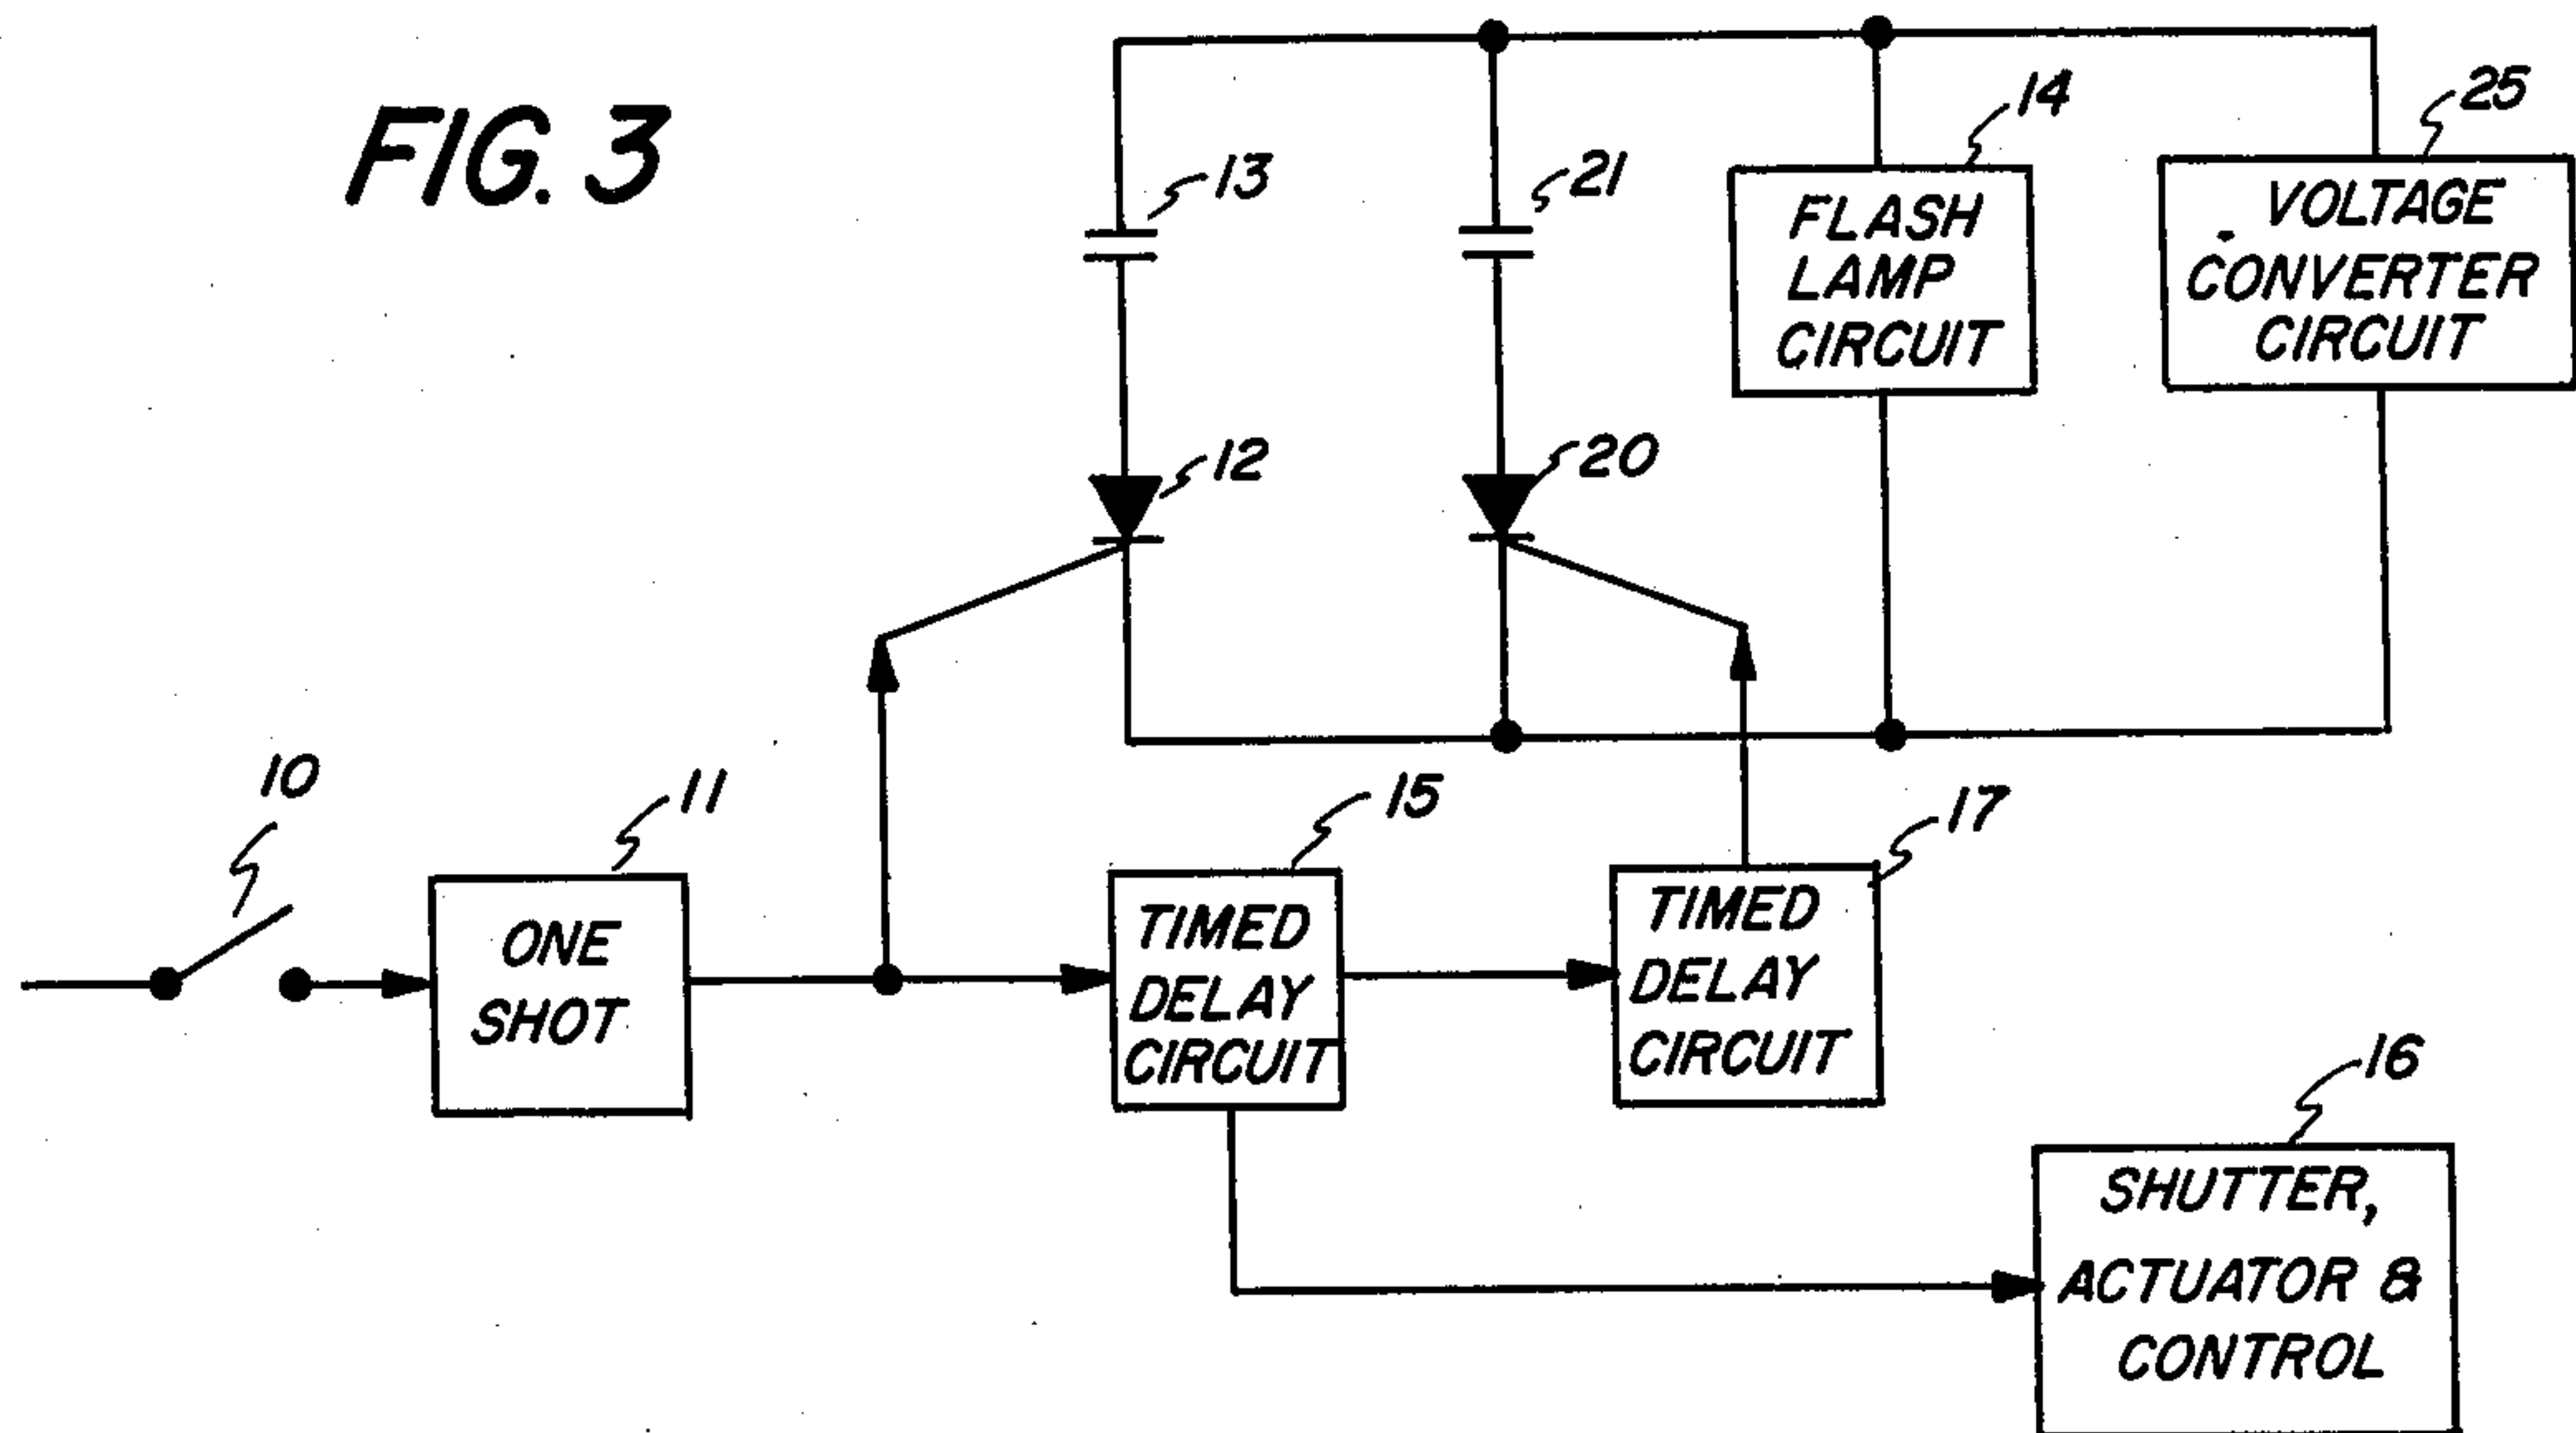 FIG. 3
13
21
14
25
FLASH
LAMP
CIRCUIT
VOLTAGE
CONVERTER
CIRCUIT
12
20
10
11
15
17
ONE
SHOT
TIMED
DELAY
CIRCUIT
TIMED
DELAY
CIRCUIT
16
SHUTTER,
ACTUATOR &
CONTROL